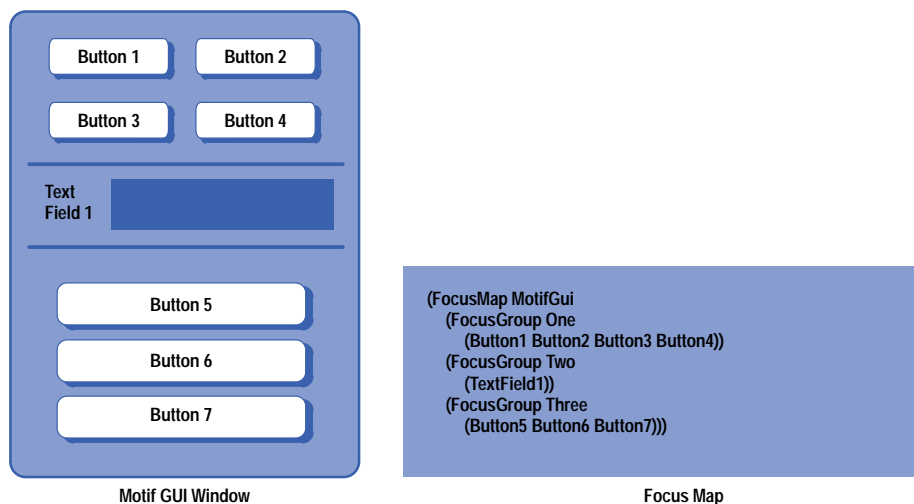 Button 1
Button 2
Button 3
Button 4
Text
Field 1
Button 5
Button 6
Button 7
Motif GUI Window
(FocusMap MotifGui
(FocusGroup One
(Button1 Button2 Button3 Button4))
(FocusGroup Two
(TextField1))
(FocusGroup Three
(Button5 Button6 Button7)))
Focus Map